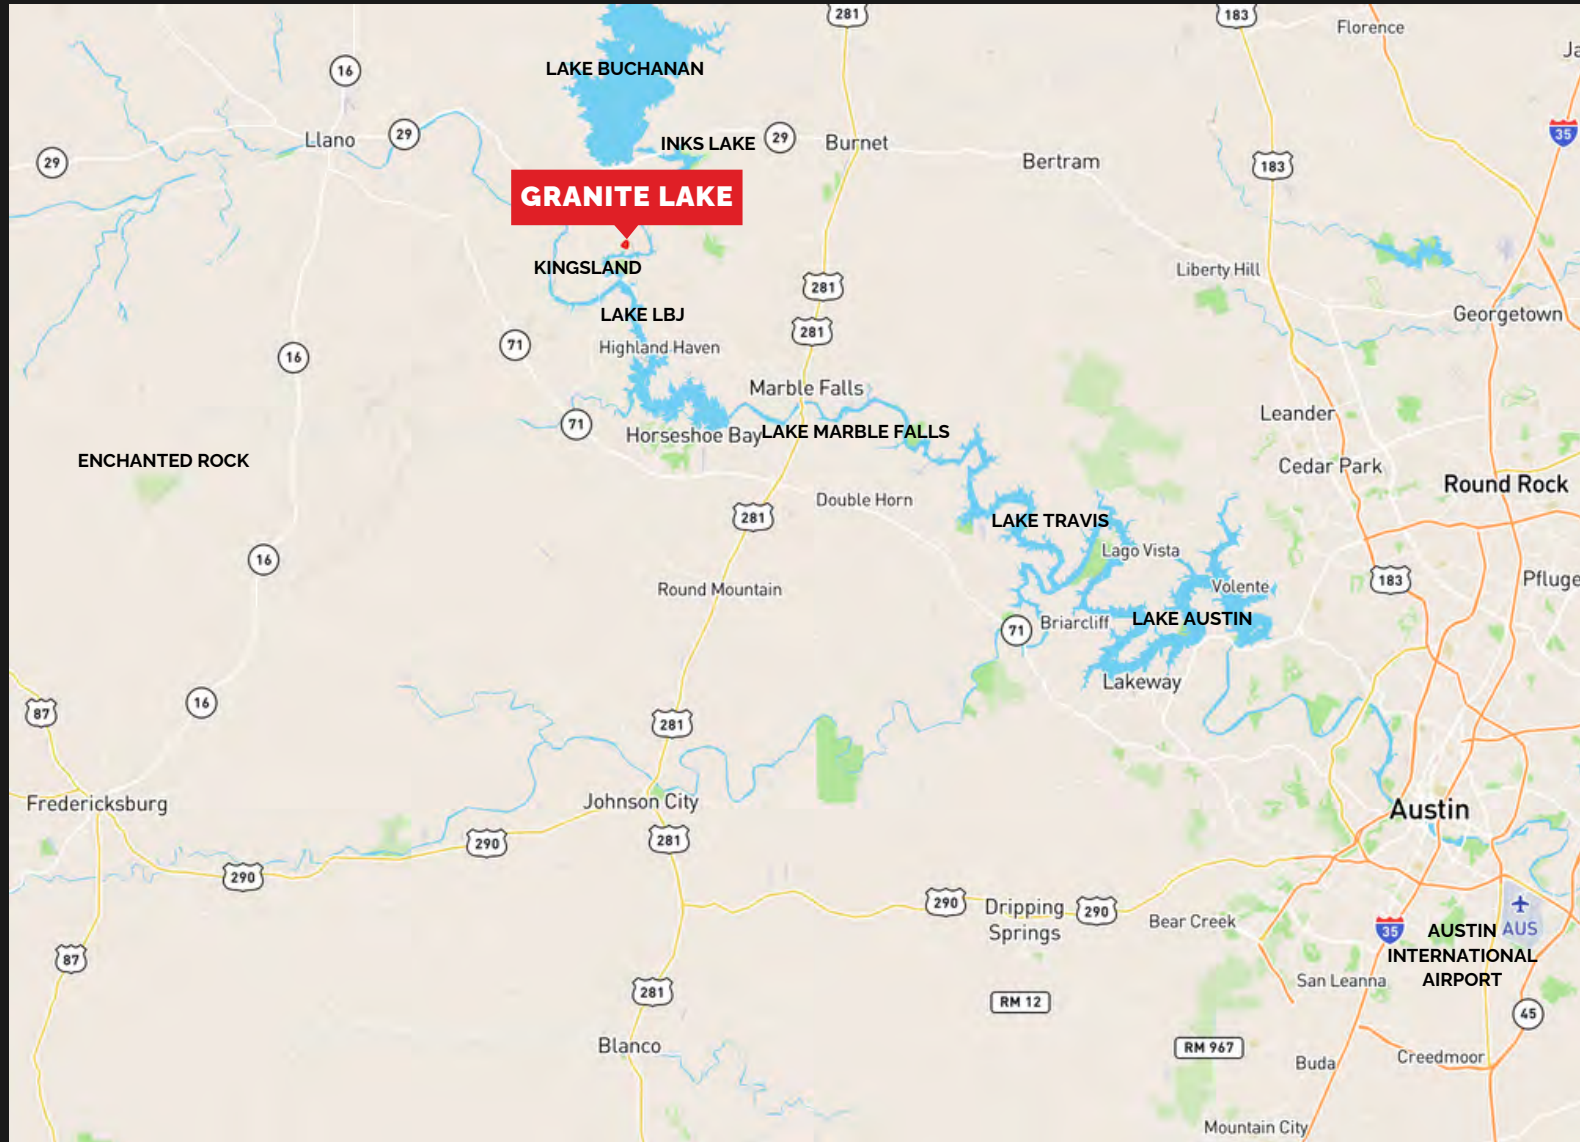 281
183
Florence
Ja
16
LAKE BUCHANAN
29
Llano
29
INKS LAKE
29
Burnet
35
Bertram
183
GRANITE LAKE
KINGSLAND
Liberty Hill
281
LAKE LBJ
Georgetown
281
16
71
Highland Haven
Marble Falls
Leander
71
Horseshoe Bay
LAKE MARBLE FALLS
ENCHANTED ROCK
Cedar Park
Round Rock
Double Horn
281
LAKE TRAVIS
16
Lago Vista
183
Pfluge
Round Mountain
Volente
71
Briarcliff
LAKE AUSTIN
Lakeway
16
87
281
Fredericksburg
Johnson City
Austin
290
281
290
290
Dripping
Springs
290
Bear Creek
35
AUSTIN
INTERNATIONAL
AIRPORT
AUS
87
San Leanna
281
RM 12
45
Blanco
RM 967
Buda
Creedmoor
Mountain City